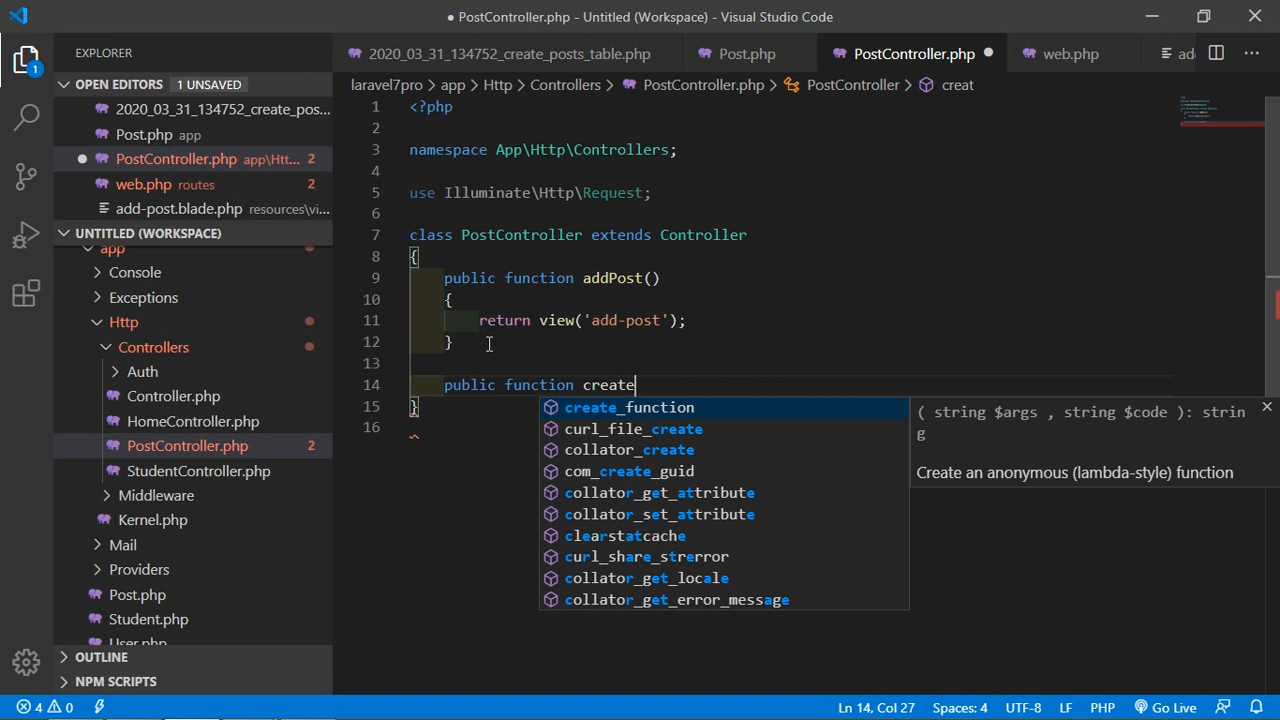 ● PostController.php - Untitled (Workspace) - Visual Studio Code
EXPLORER
2020_03_31_134752_create_posts_table.php
Post.php
PostController.php ●
web.php
add
OPEN EDITORS 1 UNSAVED
laravel7pro > app > Http > Controllers > PostController.php > PostController > creat
2020_03_31_134752_create_pos...
Post.php app
● PostController.php app\Htt... 2
web.php routes 2
add-post.blade.php resources\vi...
UNTITLED (WORKSPACE)
app
Console
Exceptions
Http
Controllers
Auth
Controller.php
HomeController.php
PostController.php 2
StudentController.php
Middleware
Kernel.php
Mail
Providers
Post.php
Student.php
User.php
OUTLINE
NPM SCRIPTS
1 <?php
2
3 namespace App\Http\Controllers;
4
5 use Illuminate\Http\Request;
6
7 class PostController extends Controller
8 {
9 public function addPost()
10 {
11 return view('add-post');
12 }
13
14 public function create
15 }
16
create_function
curl_file_create
collator_create
com_create_guid
collator_get_attribute
collator_set_attribute
clearstatcache
curl_share_strerror
collator_get_locale
collator_get_error_message
( string $args , string $code ): strin
g
Create an anonymous (lambda-style) function
1
4 0
Ln 14, Col 27 Spaces: 4 UTF-8 LF PHP Go Live